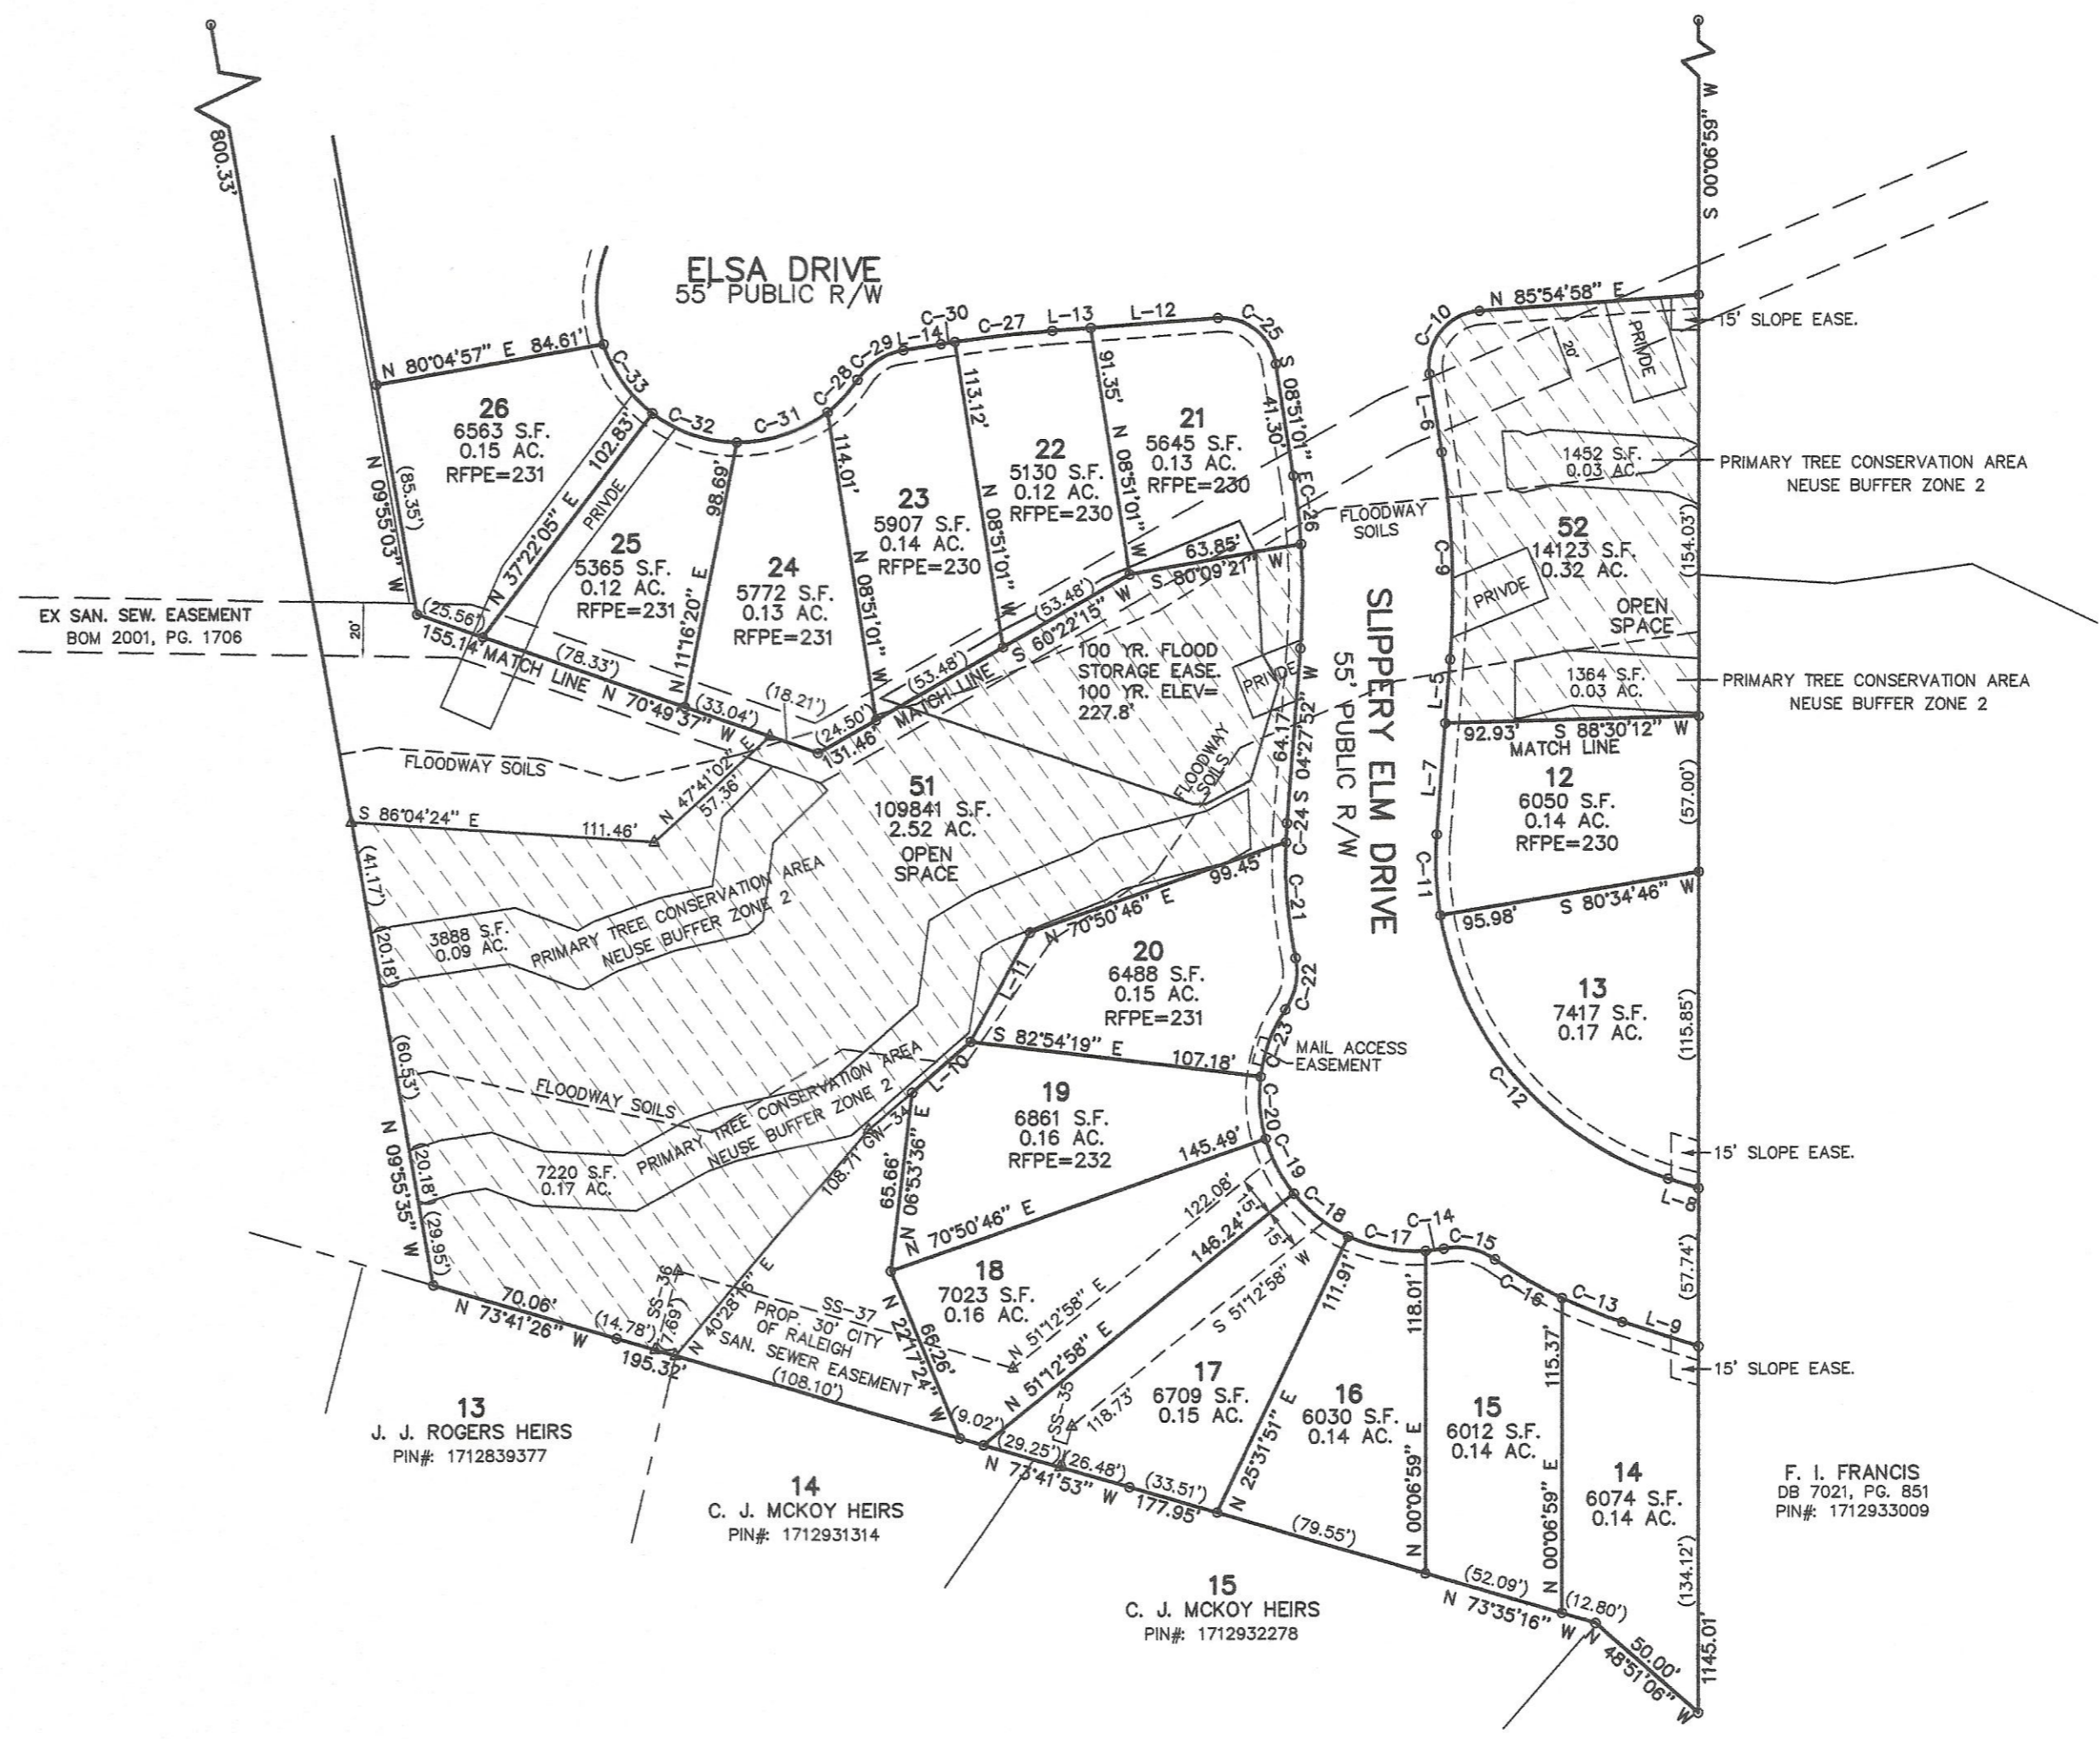 800.33'
S 00°06'59" W
ELSA DRIVE
55' PUBLIC R/W
C-30
C-27
L-13
L-12
C-25
C-29
L-14
C-28
C-10
N 85°54'58" E
15' SLOPE EASE.
PRIVDE
20'
N 80°04'57" E 84.61'
C-33
C-32
C-31
26
6563 S.F.
0.15 AC.
RFPE=231
N 09°55'03" W
(85.35')
N 37°22'05" E 102.83'
PRIVDE
25
5365 S.F.
0.12 AC.
RFPE=231
98.69'
N 11°16'20" E
24
5772 S.F.
0.13 AC.
RFPE=231
114.01'
N 08°51'01" W
23
5907 S.F.
0.14 AC.
RFPE=230
113.12'
N 08°51'01" W
22
5130 S.F.
0.12 AC.
RFPE=230
91.35'
N 08°51'01" W
21
5645 S.F.
0.13 AC.
RFPE=230
S 08°51'01" E
41.30'
C-26
FLOODWAY
SOILS
L-6
1452 S.F.
0.03 AC.
PRIMARY TREE CONSERVATION AREA
NEUSE BUFFER ZONE 2
52
14123 S.F.
0.32 AC.
OPEN
SPACE
(154.03')
C-9
PRIVDE
L-5
1364 S.F.
0.03 AC.
PRIMARY TREE CONSERVATION AREA
NEUSE BUFFER ZONE 2
92.93'
S 88°30'12" W
MATCH LINE
EX SAN. SEW. EASEMENT
BOM 2001, PG. 1706
20'
(25.56')
155.14'
MATCH LINE N 70°49'37" W
(78.33')
(33.04')
(18.21')
(24.50')
131.46'
MATCH LINE
(53.48')
S 60°22'15" W
(53.48')
63.85'
S 80°09'21" W
100 YR. FLOOD
STORAGE EASE.
100 YR. ELEV=
227.8'
PRIVDE
FLOODWAY
SOILS
64.17'
S 04°27'52" W
SLIPPERY ELM DRIVE
55' PUBLIC R/W
L-7
12
6050 S.F.
0.14 AC.
RFPE=230
(57.00')
C-11
95.98'
S 80°34'46" W
FLOODWAY SOILS
S 86°04'24" E
111.46'
N 47°41'02" E
57.36'
51
109841 S.F.
2.52 AC.
OPEN
SPACE
C-24
C-21
(41.17')
3888 S.F.
0.09 AC.
PRIMARY TREE CONSERVATION AREA
NEUSE BUFFER ZONE 2
(20.18')
N 70°50'46" E
99.45'
L-11
20
6488 S.F.
0.15 AC.
RFPE=231
C-22
C-23
MAIL ACCESS
EASEMENT
13
7417 S.F.
0.17 AC.
(115.85')
C-12
(60.53')
FLOODWAY SOILS
PRIMARY TREE CONSERVATION AREA
NEUSE BUFFER ZONE 2
L-10
S 82°54'19" E
107.18'
19
6861 S.F.
0.16 AC.
RFPE=232
C-20
C-19
15' SLOPE EASE.
L-8
N 09°55'35" W
(20.18')
(29.95')
7220 S.F.
0.17 AC.
108.71'
GW-34
65.66'
N 06°53'36" E
145.49'
N 70°50'46" E
C-18
C-17
C-14
C-15
C-16
C-13
L-9
(57.74')
15' SLOPE EASE.
18
7023 S.F.
0.16 AC.
122.08'
15'
15'
146.24'
N 51°12'58" E
N 51°12'58" E
S 51°12'58" W
118.73'
70.06'
N 73°41'26" W
(14.78')
(7.69')
SS-36
195.32'
N 40°28'16" E
SS-37
PROP. 30' CITY
OF RALEIGH
SAN. SEWER EASEMENT
(108.10')
66.26'
N 22°17'24" W
(9.02')
SS-35
17
6709 S.F.
0.15 AC.
111.91'
N 25°31'51" E
16
6030 S.F.
0.14 AC.
118.01'
N 00°06'59" E
15
6012 S.F.
0.14 AC.
115.37'
N 00°06'59" E
14
6074 S.F.
0.14 AC.
(134.12')
1145.01'
(29.25')
(26.48')
(33.51')
N 73°41'53" W
177.95'
(79.55')
(52.09')
N 73°35'16" W
(12.80')
50.00'
N 48°51'06" W
13
J. J. ROGERS HEIRS
PIN#: 1712839377
14
C. J. MCKOY HEIRS
PIN#: 1712931314
15
C. J. MCKOY HEIRS
PIN#: 1712932278
F. I. FRANCIS
DB 7021, PG. 851
PIN#: 1712933009